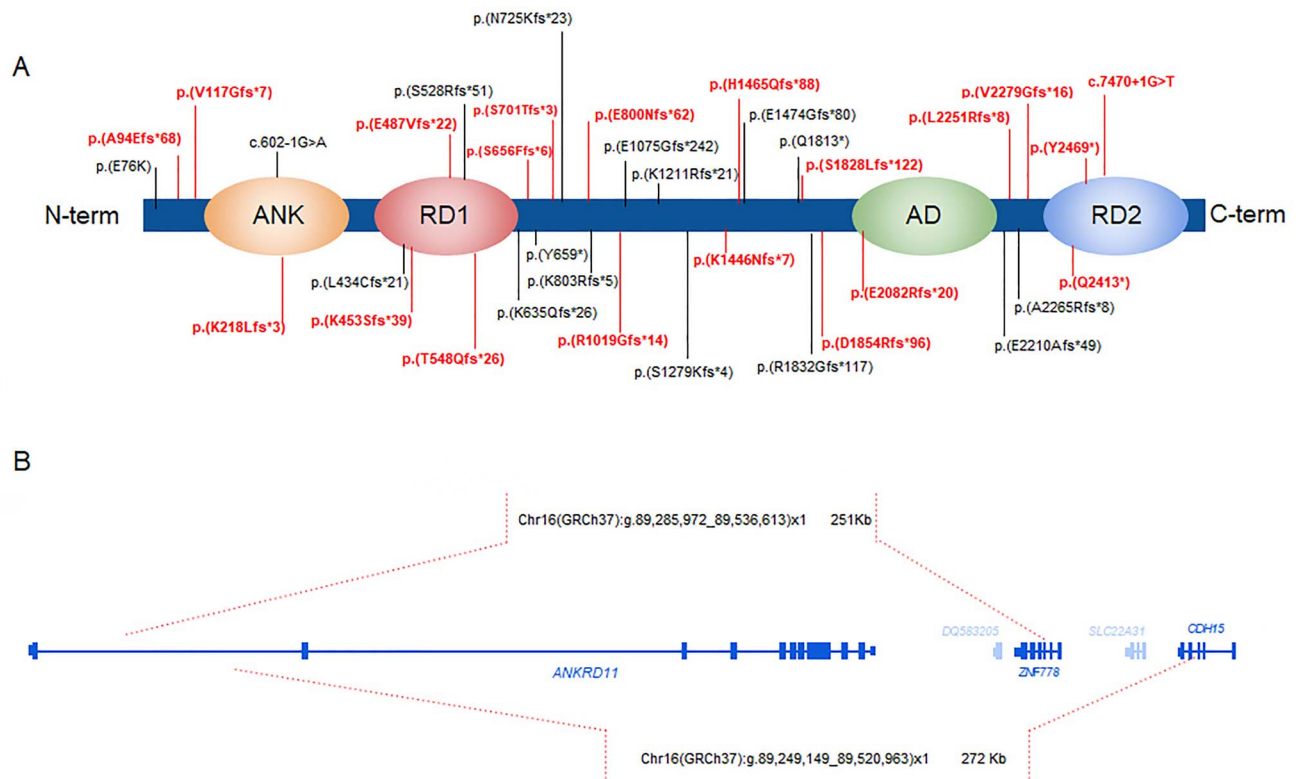 A
p.(N725Kfs*23)
p.(V117Gfs*7)
p.(S528Rfs*51)
p.(H1465Qfs*88)
p.(V2279Gfs*16)
c.7470+1G>T
p.(A94Efs*68)
p.(E487Vfs*22)
p.(S701Tfs*3)
p.(E800Nfs*62)
p.(E1474Gfs*80)
p.(L2251Rfs*8)
p.(E76K)
c.602-1G>A
p.(S656Ffs*6)
p.(E1075Gfs*242)
p.(Q1813*)
p.(Y2469*)
p.(K1211Rfs*21)
p.(S1828Lfs*122)
N-term
ANK
RD1
AD
RD2
C-term
p.(L434Cfs*21)
p.(Y659*)
p.(K1446Nfs*7)
p.(Q2413*)
p.(K803Rfs*5)
p.(E2082Rfs*20)
p.(K218Lfs*3)
p.(K453Sfs*39)
p.(K635Qfs*26)
p.(A2265Rfs*8)
p.(T548Qfs*26)
p.(R1019Gfs*14)
p.(D1854Rfs*96)
p.(E2210Afs*49)
p.(S1279Kfs*4)
p.(R1832Gfs*117)
B
Chr16(GRCh37):g.89,285,972_89,536,613)x1 251Kb
DQ583205
SLC22A31
CDH15
ANKRD11
ZNF778
Chr16(GRCh37):g.89,249,149_89,520,963)x1 272 Kb